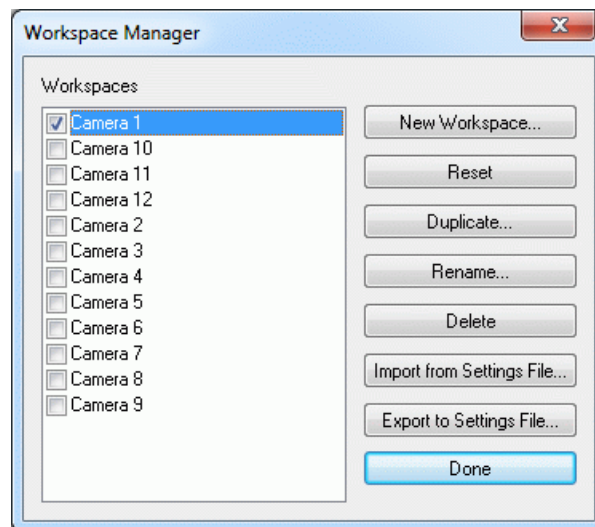 Workspace Manager
Workspaces
Camera 1
Camera 10
Camera 11
Camera 12
Camera 2
Camera 3
Camera 4
Camera 5
Camera 6
Camera 7
Camera 8
Camera 9
New Workspace...
Reset
Duplicate...
Rename...
Delete
Import from Settings File...
Export to Settings File...
Done